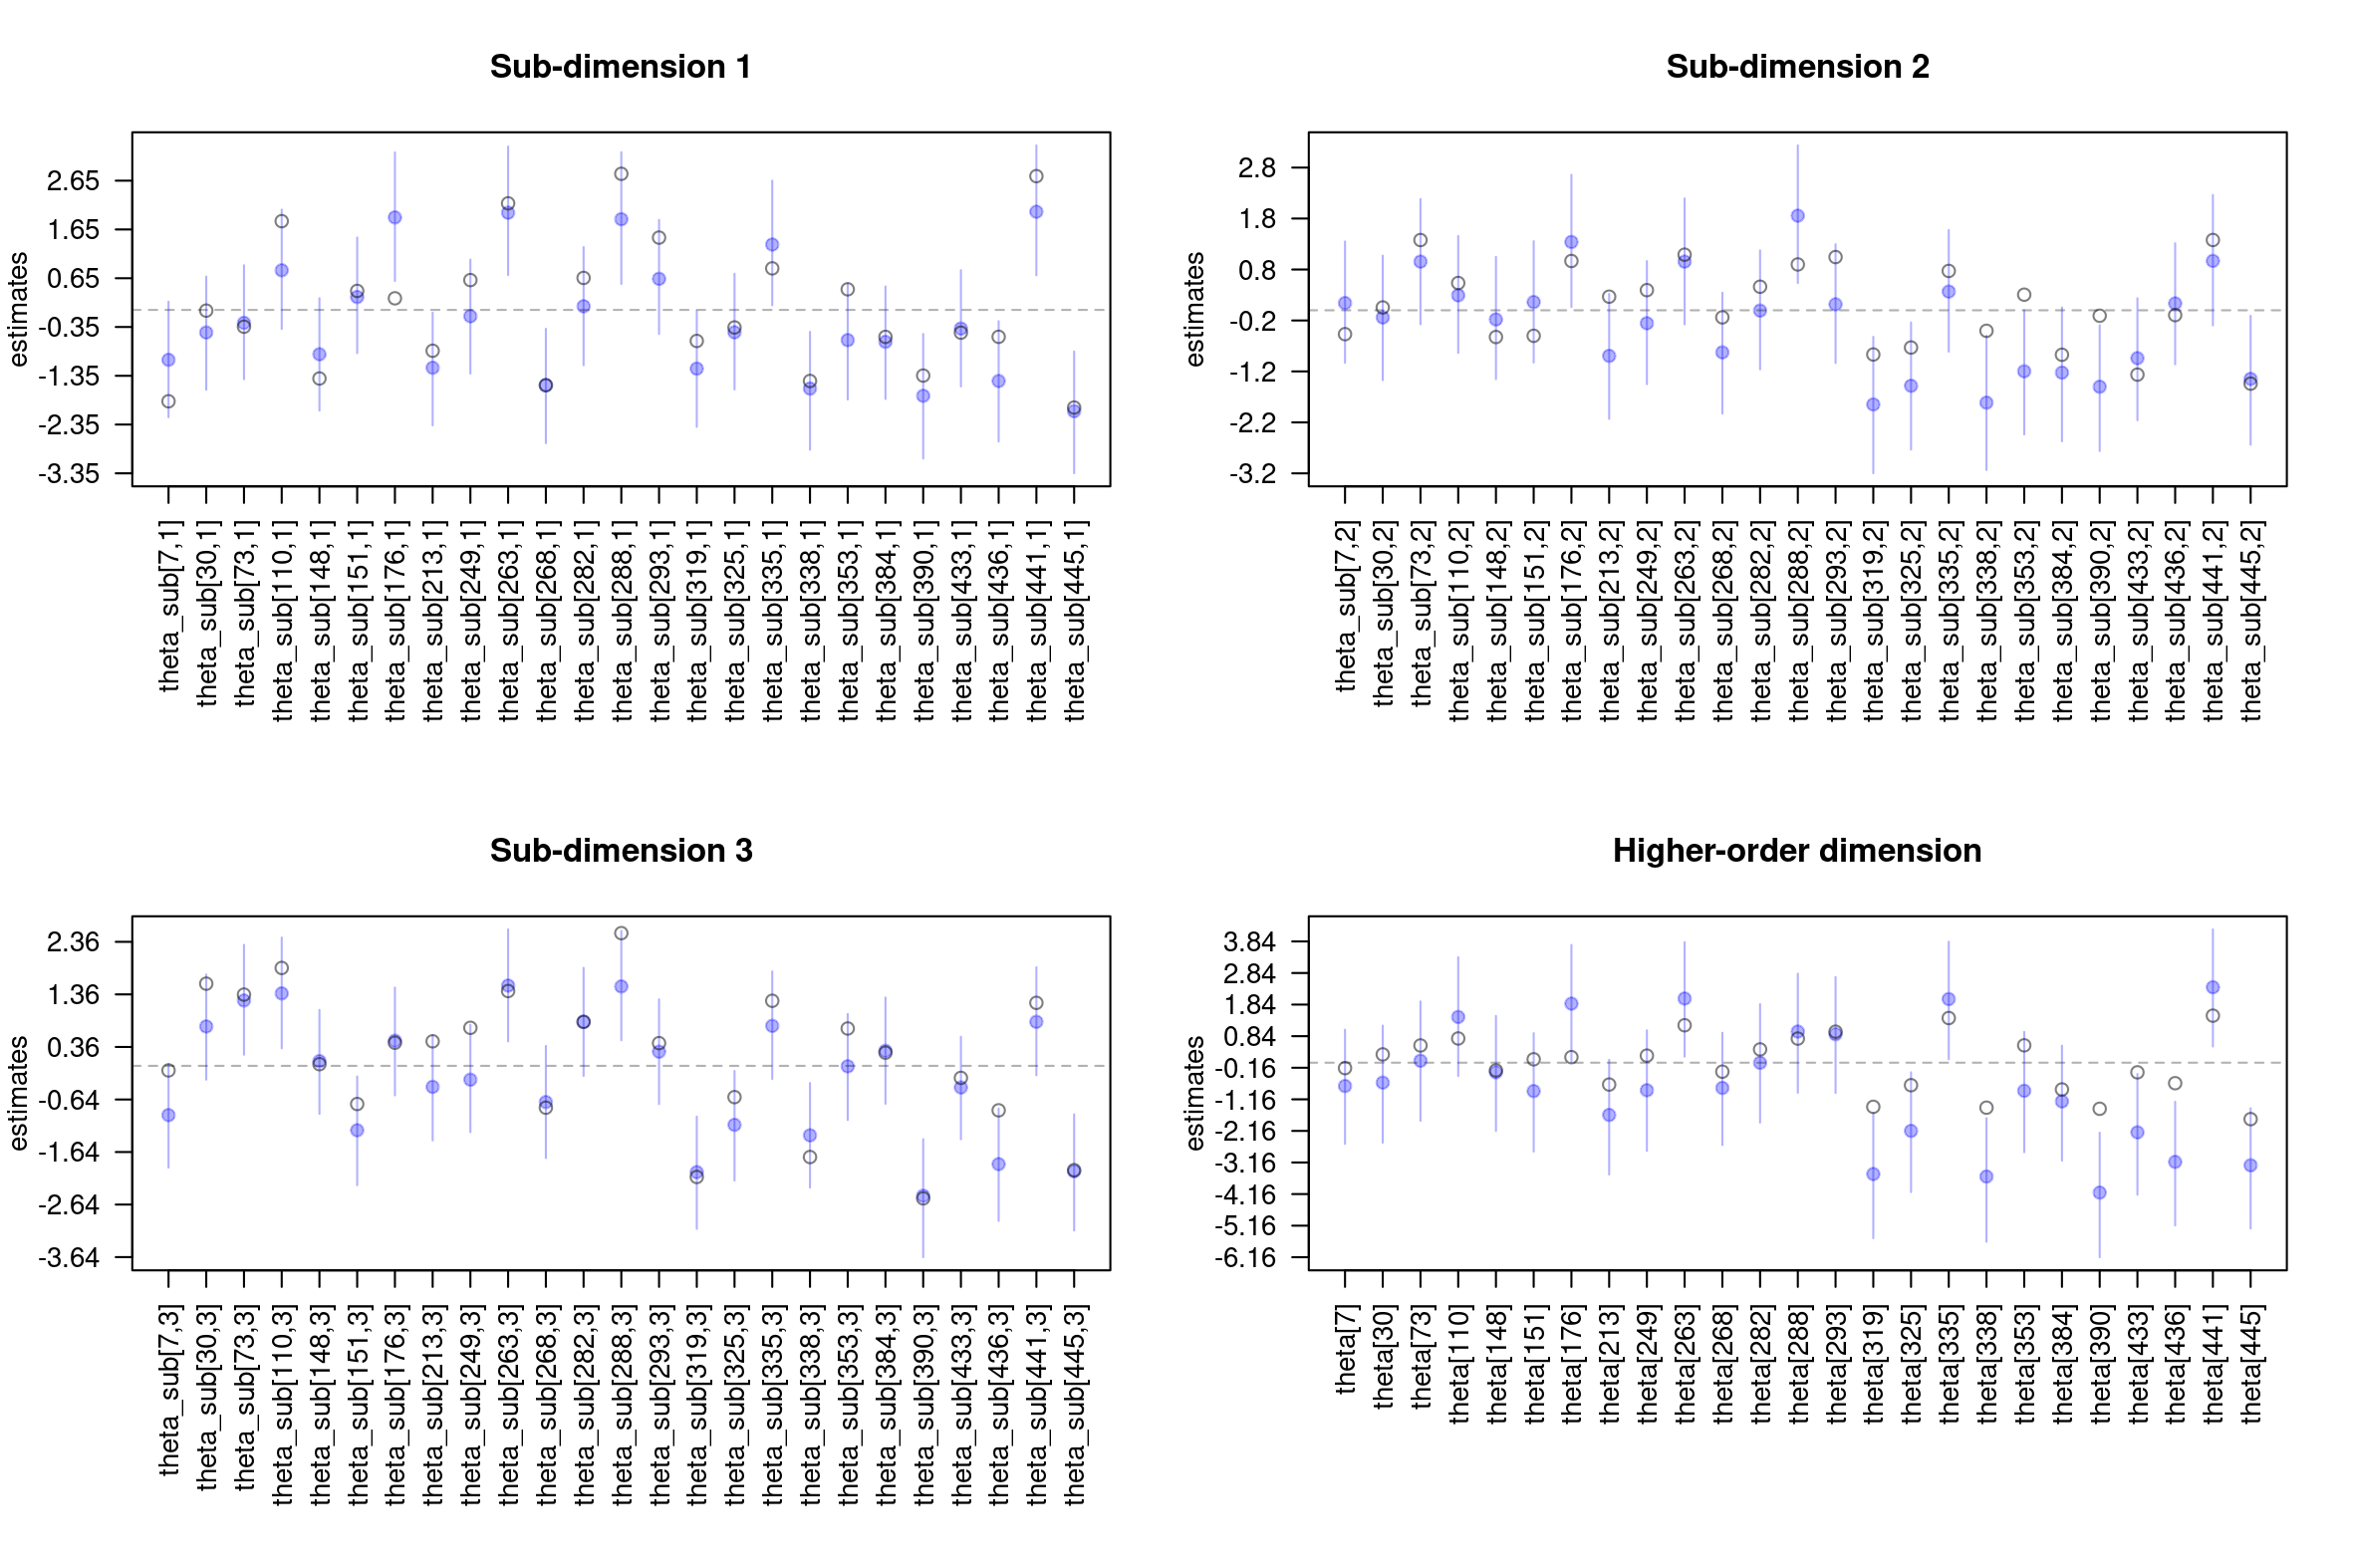 Sub-dimension 1
estimates
2.65
1.65
0.65
-0.35
-1.35
-2.35
-3.35
theta_sub[7,1]
theta_sub[30,1]
theta_sub[73,1]
theta_sub[110,1]
theta_sub[148,1]
theta_sub[151,1]
theta_sub[176,1]
theta_sub[213,1]
theta_sub[249,1]
theta_sub[263,1]
theta_sub[268,1]
theta_sub[282,1]
theta_sub[288,1]
theta_sub[293,1]
theta_sub[319,1]
theta_sub[325,1]
theta_sub[335,1]
theta_sub[338,1]
theta_sub[353,1]
theta_sub[384,1]
theta_sub[390,1]
theta_sub[433,1]
theta_sub[436,1]
theta_sub[441,1]
theta_sub[445,1]
Sub-dimension 2
estimates
2.8
1.8
0.8
-0.2
-1.2
-2.2
-3.2
theta_sub[7,2]
theta_sub[30,2]
theta_sub[73,2]
theta_sub[110,2]
theta_sub[148,2]
theta_sub[151,2]
theta_sub[176,2]
theta_sub[213,2]
theta_sub[249,2]
theta_sub[263,2]
theta_sub[268,2]
theta_sub[282,2]
theta_sub[288,2]
theta_sub[293,2]
theta_sub[319,2]
theta_sub[325,2]
theta_sub[335,2]
theta_sub[338,2]
theta_sub[353,2]
theta_sub[384,2]
theta_sub[390,2]
theta_sub[433,2]
theta_sub[436,2]
theta_sub[441,2]
theta_sub[445,2]
Sub-dimension 3
estimates
2.36
1.36
0.36
-0.64
-1.64
-2.64
-3.64
theta_sub[7,3]
theta_sub[30,3]
theta_sub[73,3]
theta_sub[110,3]
theta_sub[148,3]
theta_sub[151,3]
theta_sub[176,3]
theta_sub[213,3]
theta_sub[249,3]
theta_sub[263,3]
theta_sub[268,3]
theta_sub[282,3]
theta_sub[288,3]
theta_sub[293,3]
theta_sub[319,3]
theta_sub[325,3]
theta_sub[335,3]
theta_sub[338,3]
theta_sub[353,3]
theta_sub[384,3]
theta_sub[390,3]
theta_sub[433,3]
theta_sub[436,3]
theta_sub[441,3]
theta_sub[445,3]
Higher-order dimension
estimates
3.84
2.84
1.84
0.84
-0.16
-1.16
-2.16
-3.16
-4.16
-5.16
-6.16
theta[7]
theta[30]
theta[73]
theta[110]
theta[148]
theta[151]
theta[176]
theta[213]
theta[249]
theta[263]
theta[268]
theta[282]
theta[288]
theta[293]
theta[319]
theta[325]
theta[335]
theta[338]
theta[353]
theta[384]
theta[390]
theta[433]
theta[436]
theta[441]
theta[445]